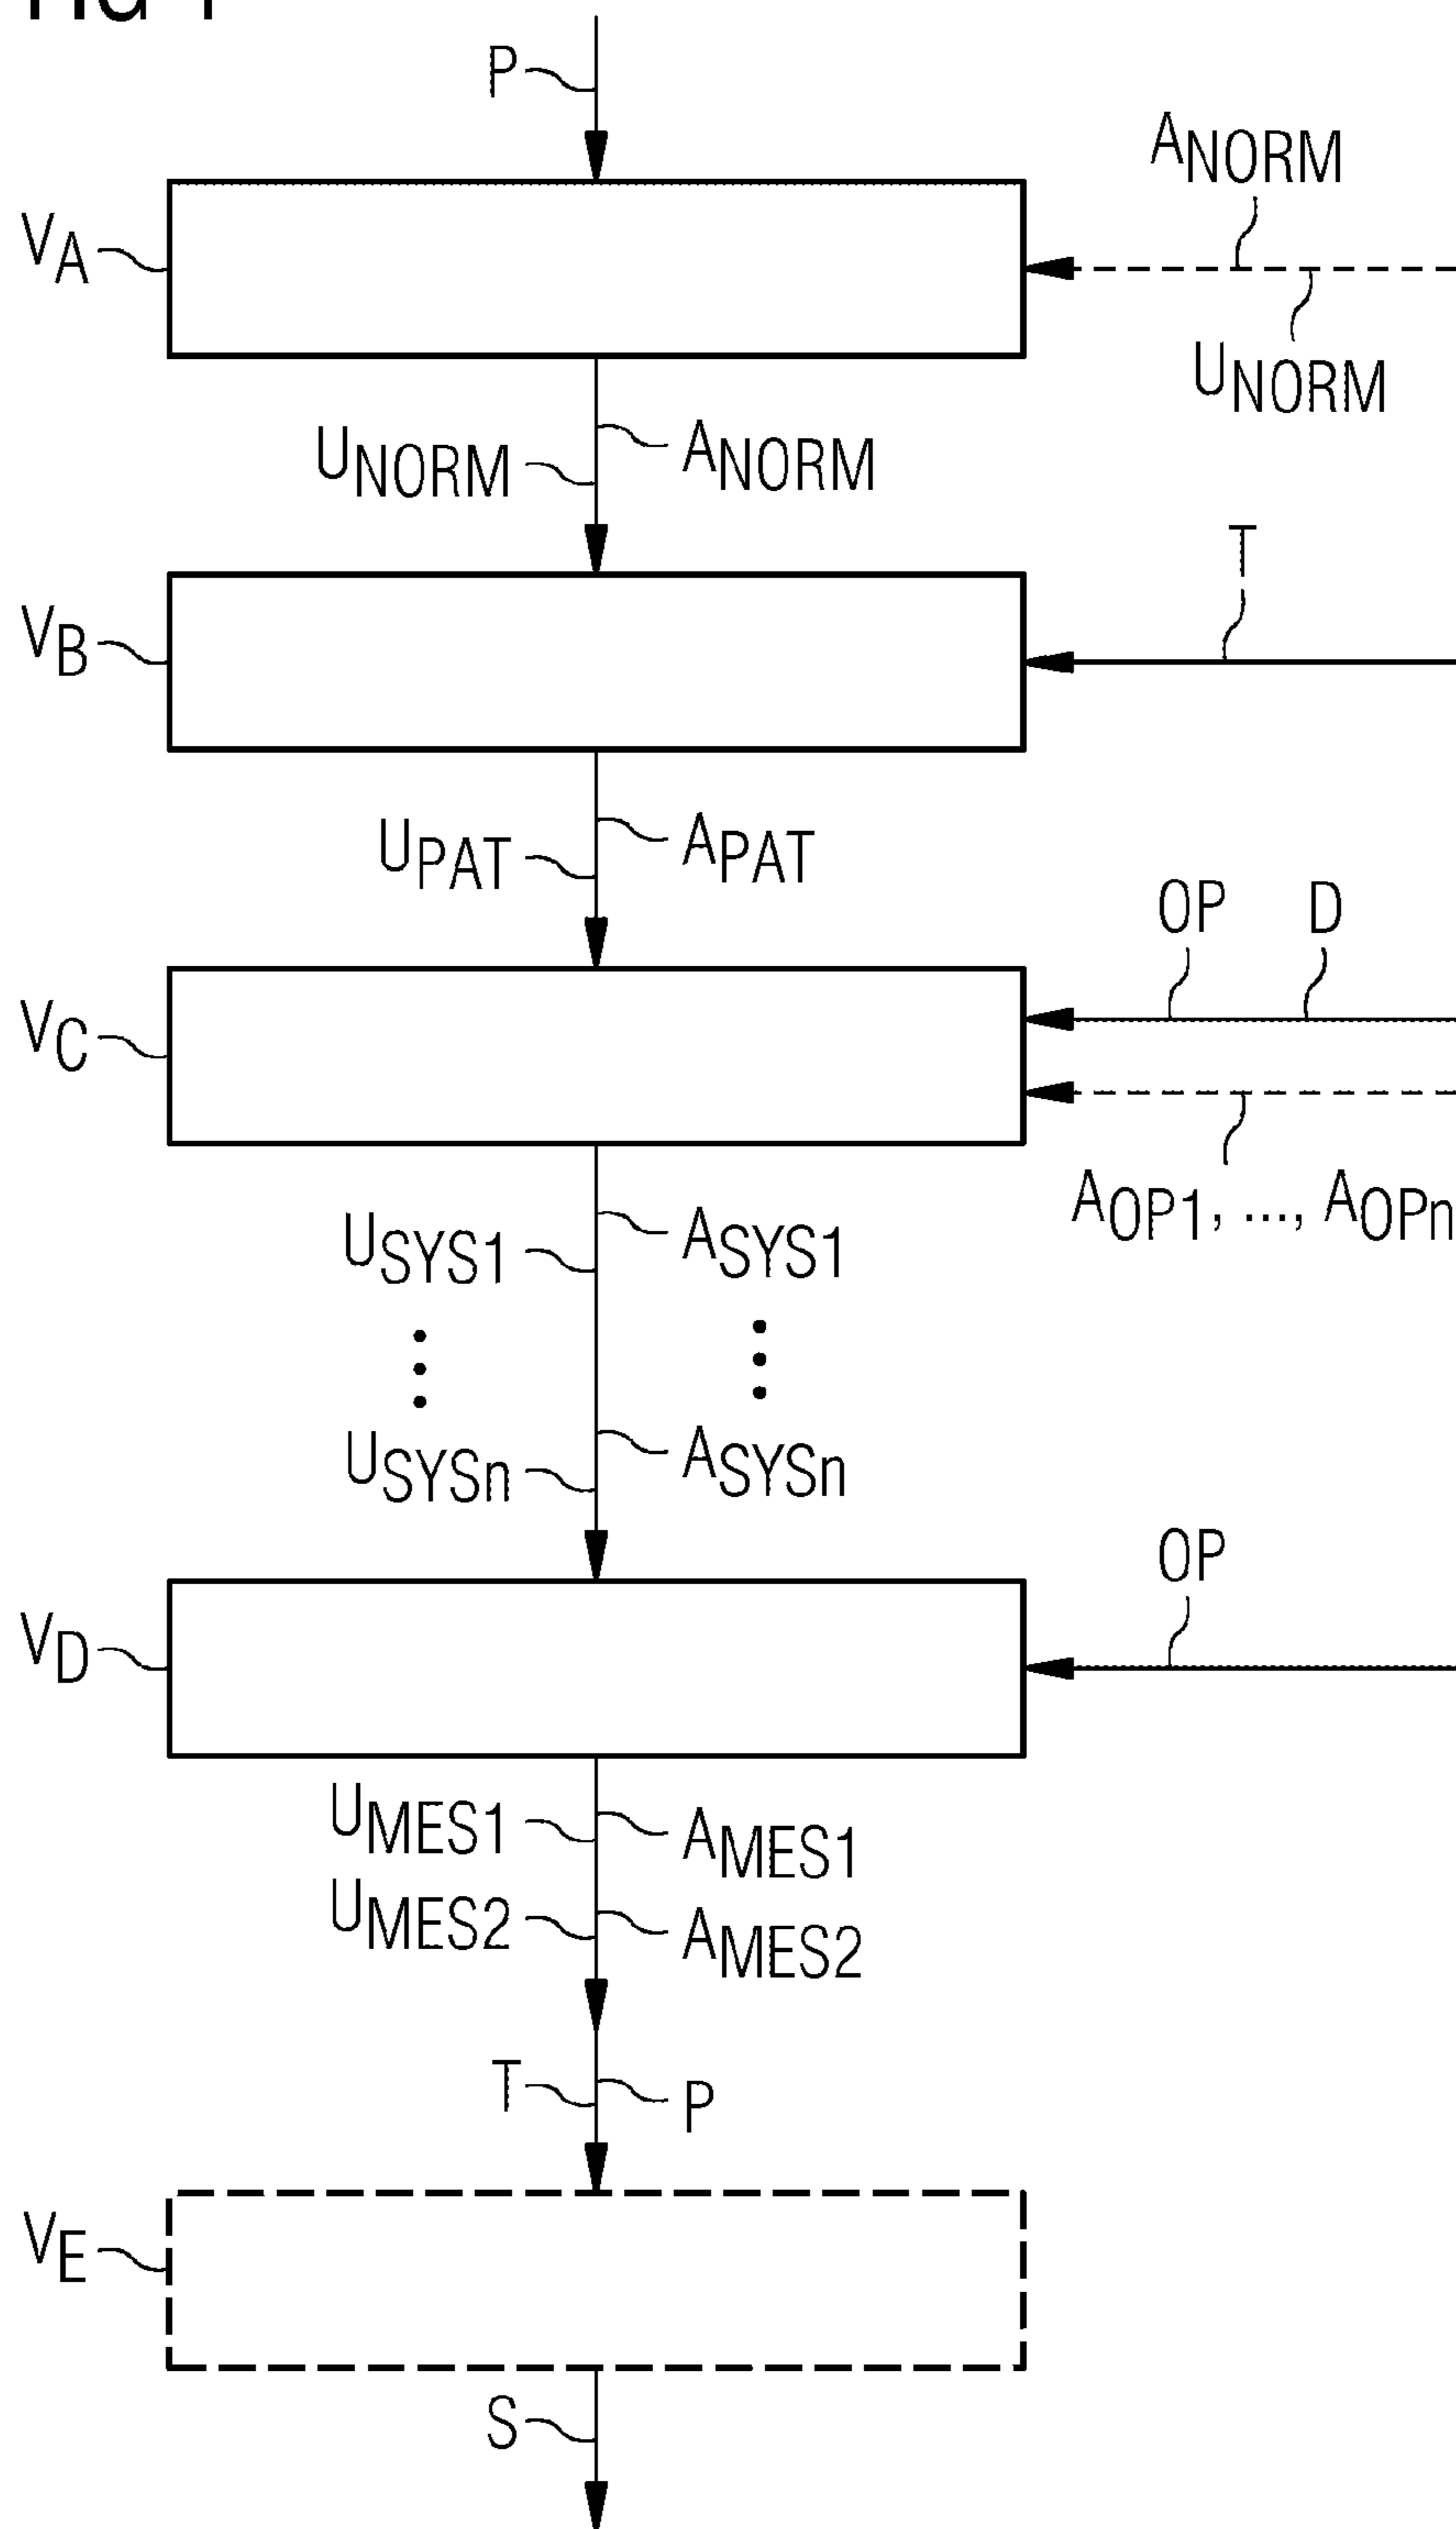 P
A_NORM
V_A
U_NORM
U_NORM A_NORM
T
V_B
U_PAT A_PAT
OP D
V_C
A_OP1, ..., A_OPn
U_SYS1 A_SYS1
U_SYSn A_SYSn
OP
V_D
U_MES1 A_MES1
U_MES2 A_MES2
T P
V_E
S